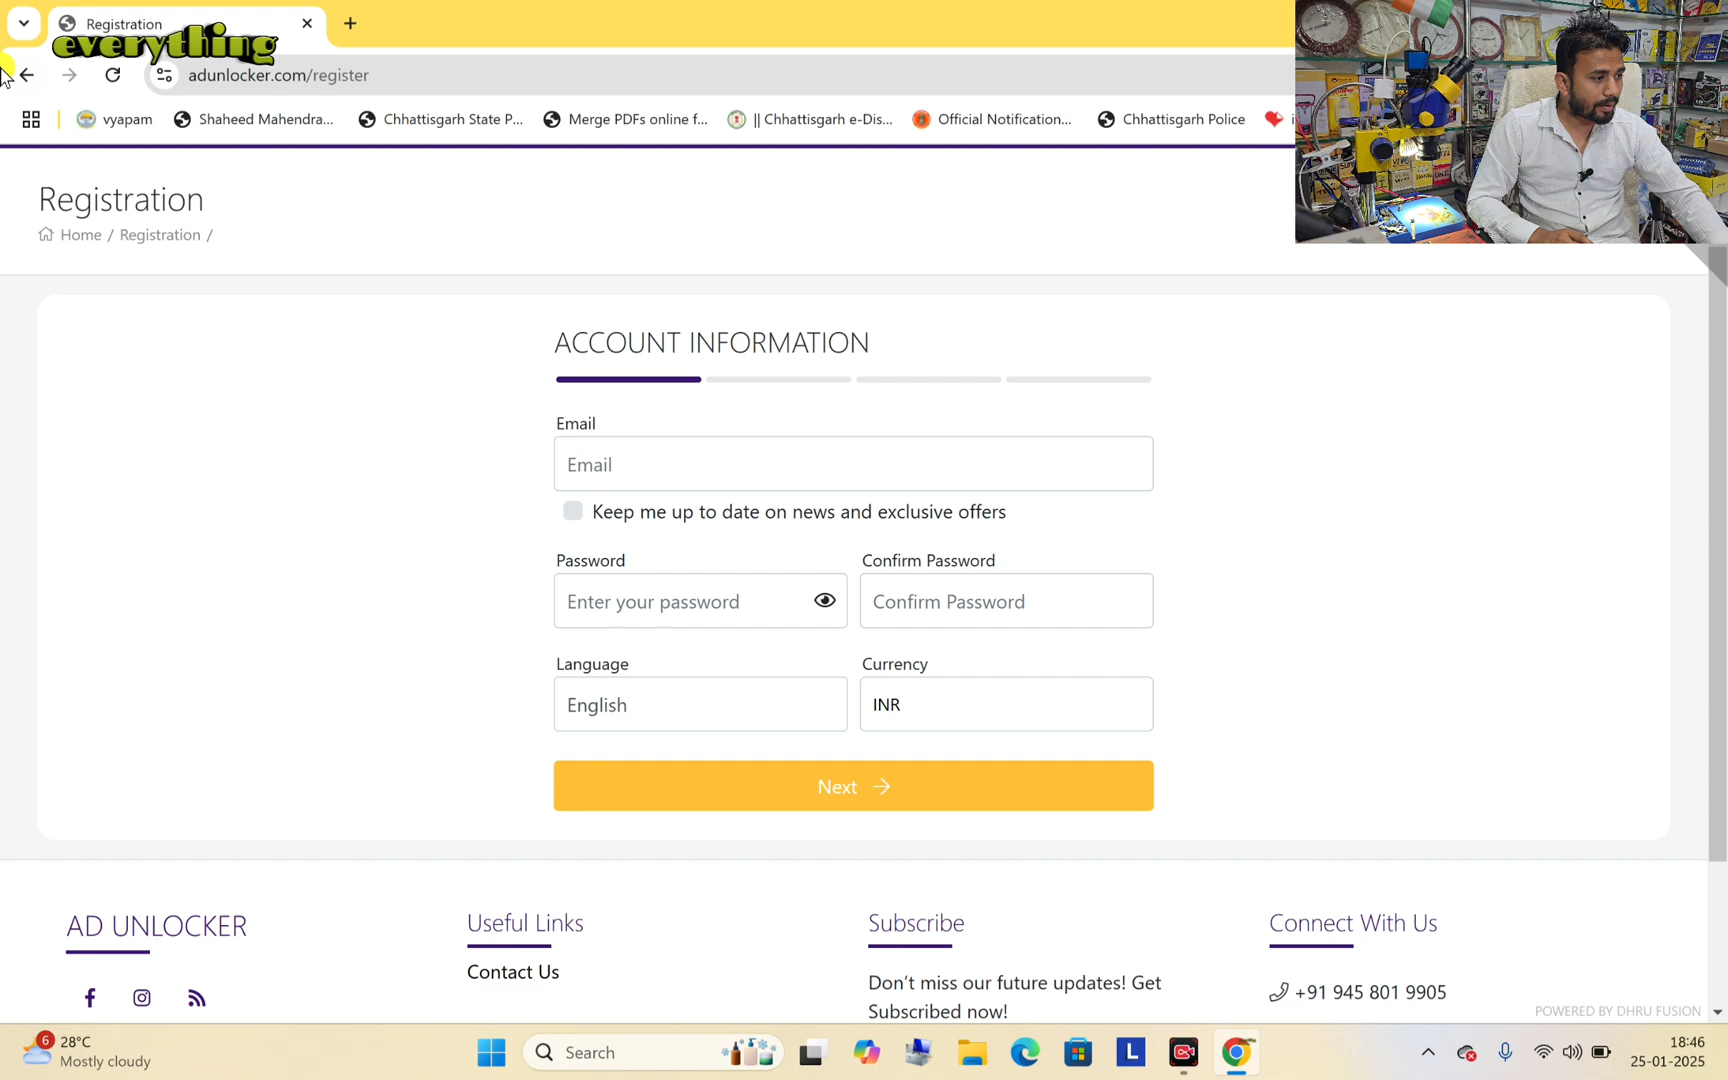 Registration
everything
adunlocker.com/register
vyapam
Shaheed Mahendra...
Chhattisgarh State P...
Merge PDFs online f...
|| Chhattisgarh e-Dis...
Official Notification...
Chhattisgarh Police
Registration
Home / Registration /
ACCOUNT INFORMATION
Email
Email
Keep me up to date on news and exclusive offers
Password
Confirm Password
Enter your password
Confirm Password
Language
Currency
English
INR
Next
AD UNLOCKER
Useful Links
Contact Us
Subscribe
Don't miss our future updates! Get
Subscribed now!
Connect With Us
+91 945 801 9905
POWERED BY DHRU FUSION
6
28°C
Mostly cloudy
Search
L
18:46
25-01-2025